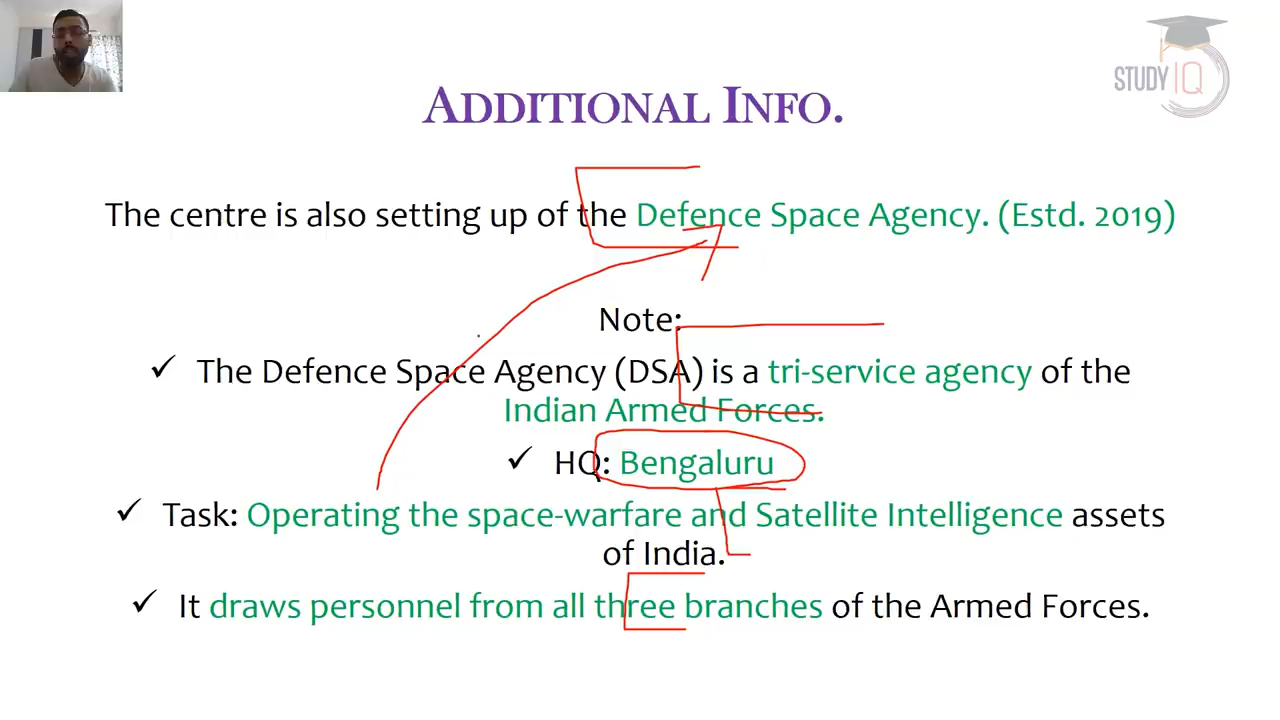 STUDY IQ
ADDITIONAL INFO.
The centre is also setting up of the Defence Space Agency. (Estd. 2019)
Note:
✓ The Defence Space Agency (DSA) is a tri-service agency of the
Indian Armed Forces.
✓ HQ: Bengaluru
✓ Task: Operating the space-warfare and Satellite Intelligence assets
of India.
✓ It draws personnel from all three branches of the Armed Forces.